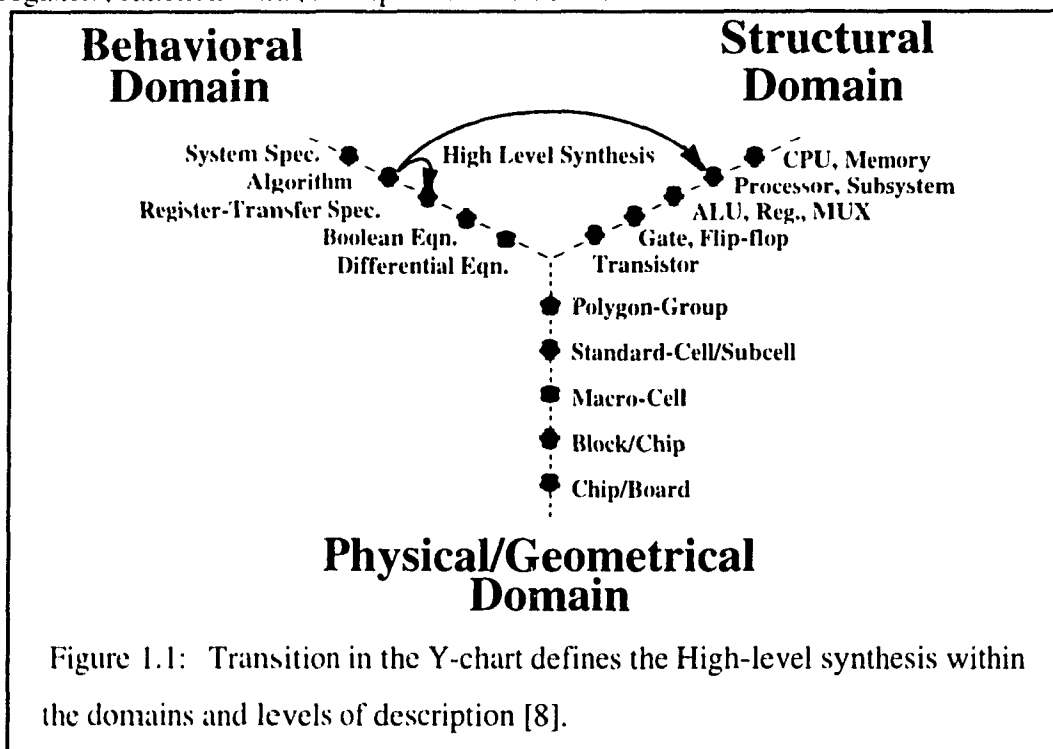 Behavioral
Domain
Structural
Domain
System Spec.
Algorithm
Register-Transfer Spec.
Boolean Eqn.
Differential Eqn.
High Level Synthesis
CPU, Memory
Processor, Subsystem
ALU, Reg., MUX
Gate, Flip-flop
Transistor
Polygon-Group
Standard-Cell/Subcell
Macro-Cell
Block/Chip
Chip/Board
Physical/Geometrical
Domain
Figure 1.1: Transition in the Y-chart defines the High-level synthesis within
the domains and levels of description [8].